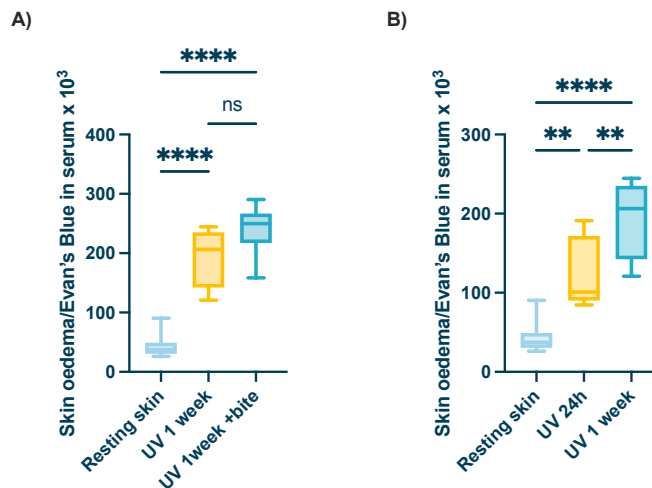 A)
Skin oedema/Evan's Blue in serum x 10³
400
300
200
100
0
****
ns
****
Resting skin
UV 1 week
UV 1week +bite
B)
Skin oedema/Evan's Blue in serum x 10³
300
200
100
0
****
**
**
Resting skin
UV 24h
UV 1 week